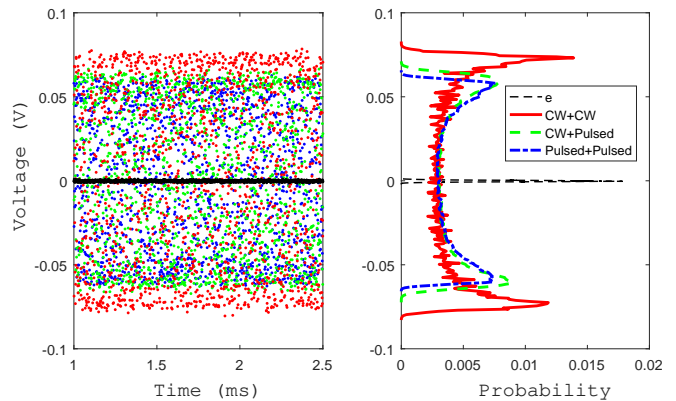 0.1
0.05
0
-0.05
-0.1
Voltage (V)
1
1.5
2
2.5
Time (ms)
0.1
0.05
0
-0.05
-0.1
e
CW+CW
CW+Pulsed
Pulsed+Pulsed
0
0.005
0.01
0.015
0.02
Probability